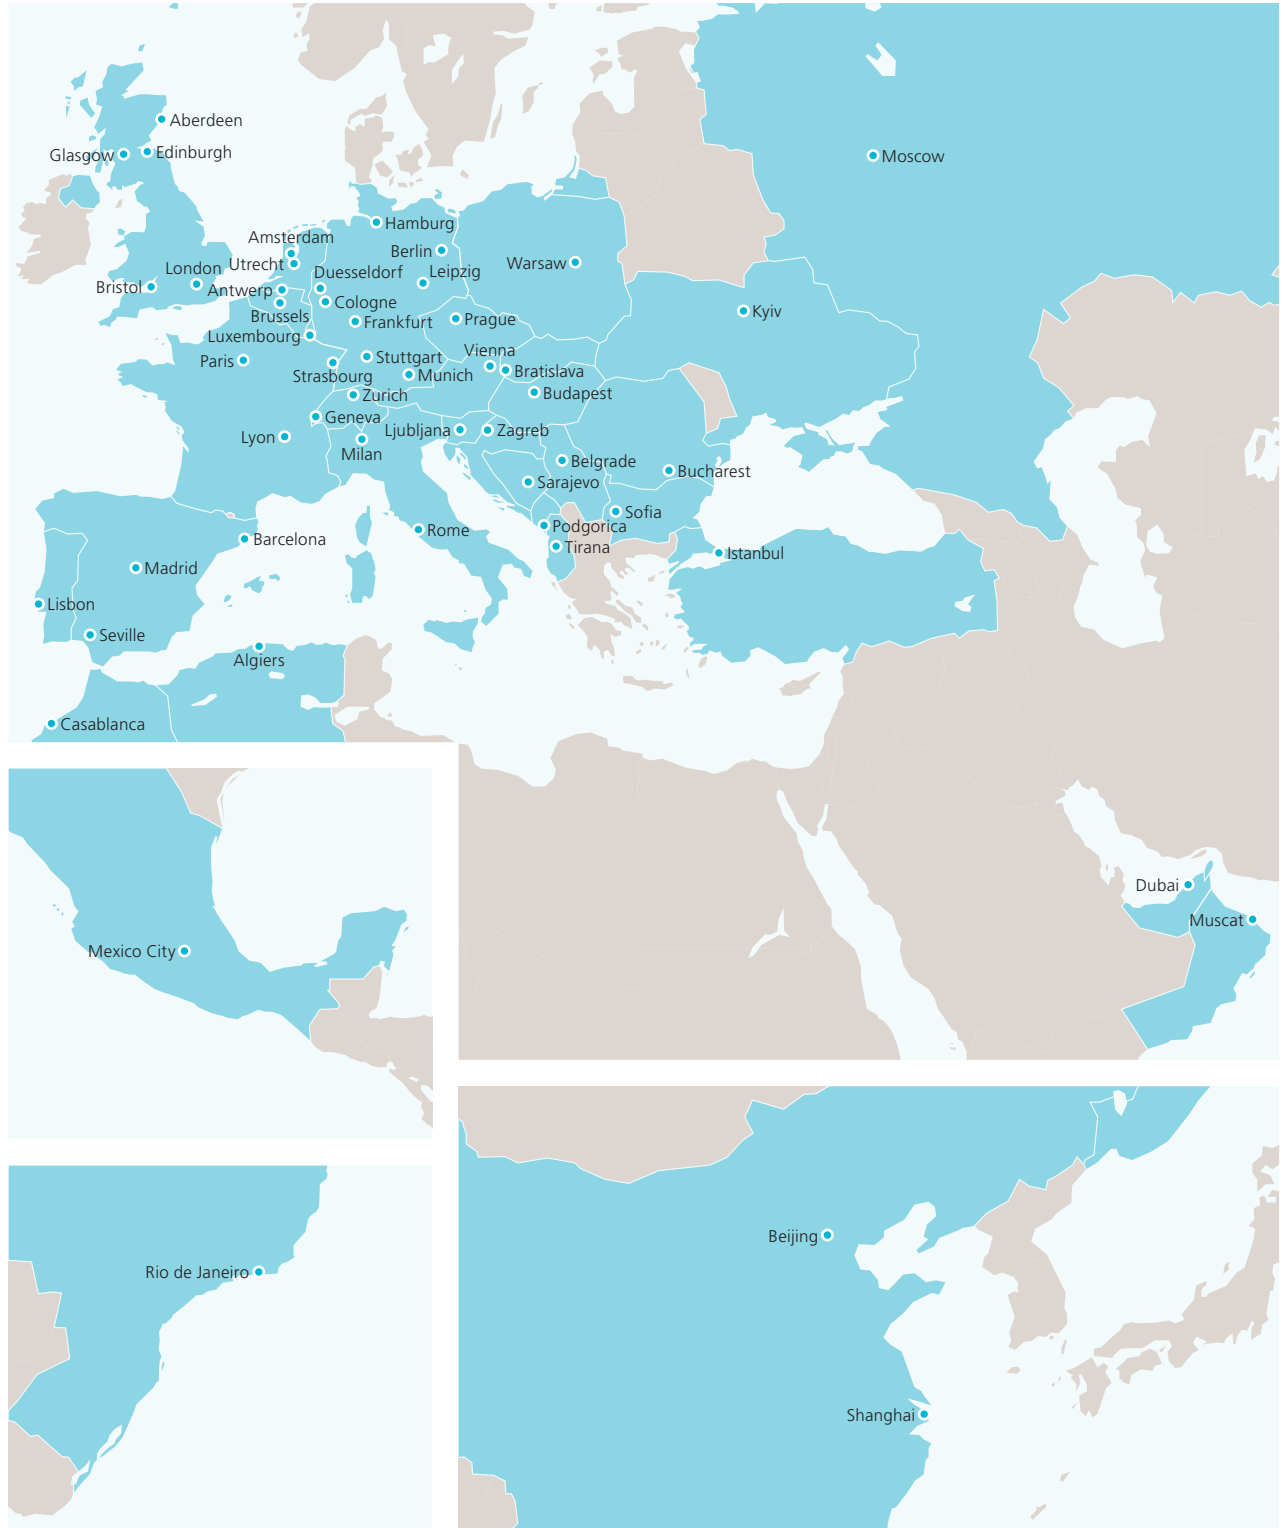 Aberdeen
Glasgow
Edinburgh
Moscow
Hamburg
Amsterdam
Berlin
Utrecht
Warsaw
London
Duesseldorf
Leipzig
Bristol
Antwerp
Cologne
Brussels
Kyiv
Frankfurt
Prague
Luxembourg
Vienna
Paris
Stuttgart
Strasbourg
Munich
Bratislava
Zurich
Budapest
Geneva
Lyon
Ljubljana
Zagreb
Milan
Belgrade
Bucharest
Sarajevo
Sofia
Rome
Podgorica
Barcelona
Tirana
Istanbul
Madrid
Lisbon
Seville
Algiers
Casablanca
Dubai
Muscat
Mexico City
Beijing
Rio de Janeiro
Shanghai